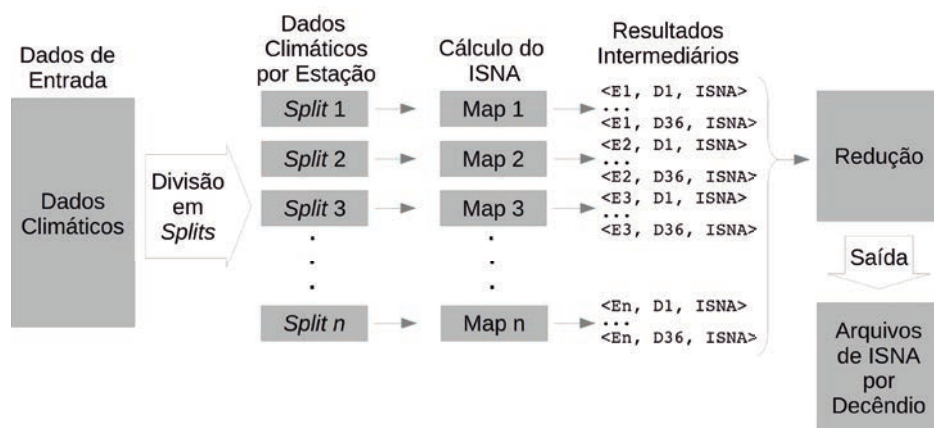 Dados de
Entrada
Dados
Climáticos
Divisão
em
Splits
Dados
Climáticos
por Estação
Split 1
Split 2
Split 3
.
.
.
Split n
Cálculo do
ISNA
Map 1
Map 2
Map 3
.
.
.
Map n
Resultados
Intermediários
<E1, D1, ISNA>
...
<E1, D36, ISNA>
<E2, D1, ISNA>
...
<E2, D36, ISNA>
<E3, D1, ISNA>
...
<E3, D36, ISNA>
<En, D1, ISNA>
...
<En, D36, ISNA>
Redução
Saída
Arquivos
de ISNA
por
Decêndio